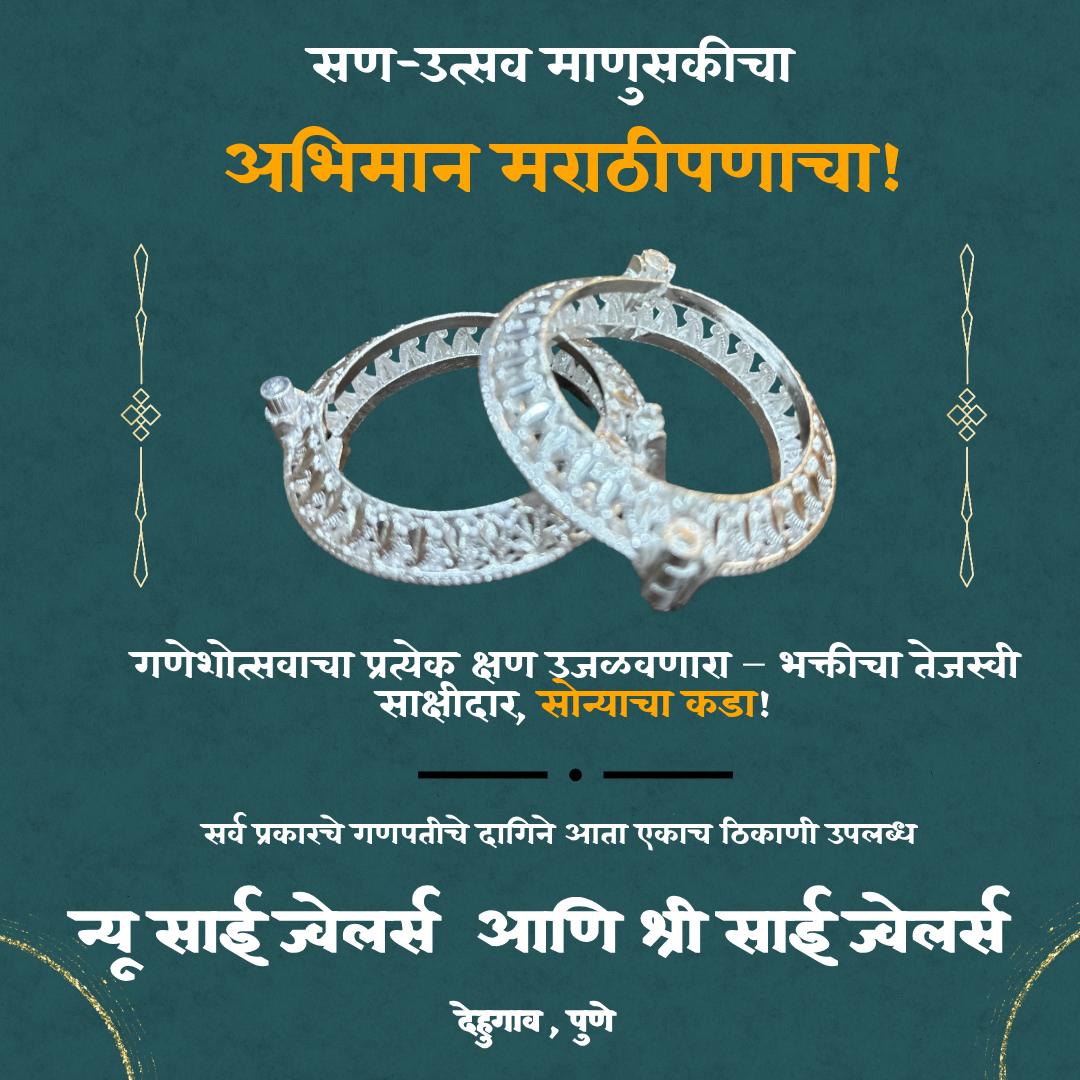 सण-उत्सव माणुसकीचा
अभिमान मराठीपणाचा!
गणेशोत्सवाचा प्रत्येक क्षण उजळवणारा – भक्तीचा तेजस्वी
साक्षीदार, सोन्याचा कडा!
सर्व प्रकारचे गणपतीचे दागिने आता एकाच ठिकाणी उपलब्ध
न्यू साई ज्वेलर्स आणि श्री साई ज्वेलर्स
देहुगाव , पुणे